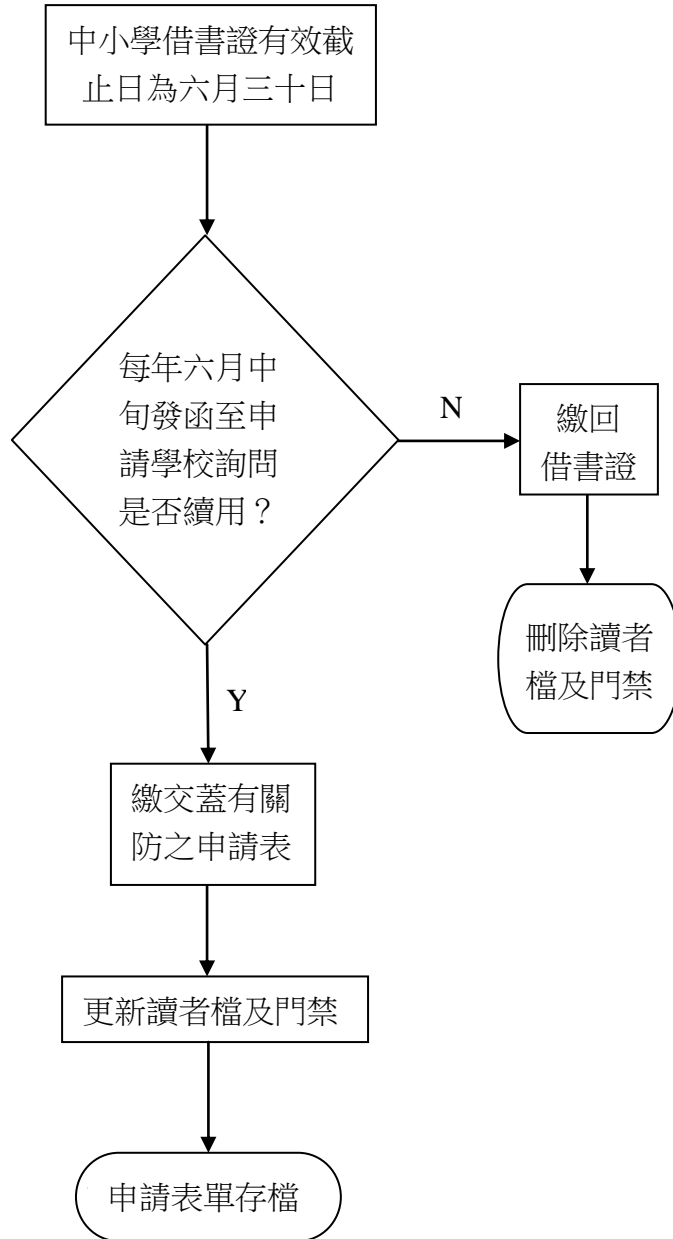 中小學借書證有效截
止日為六月三十日
每年六月中
旬發函至申
請學校詢問
是否續用？
N
繳回
借書證
刪除讀者
檔及門禁
Y
繳交蓋有關
防之申請表
更新讀者檔及門禁
申請表單存檔